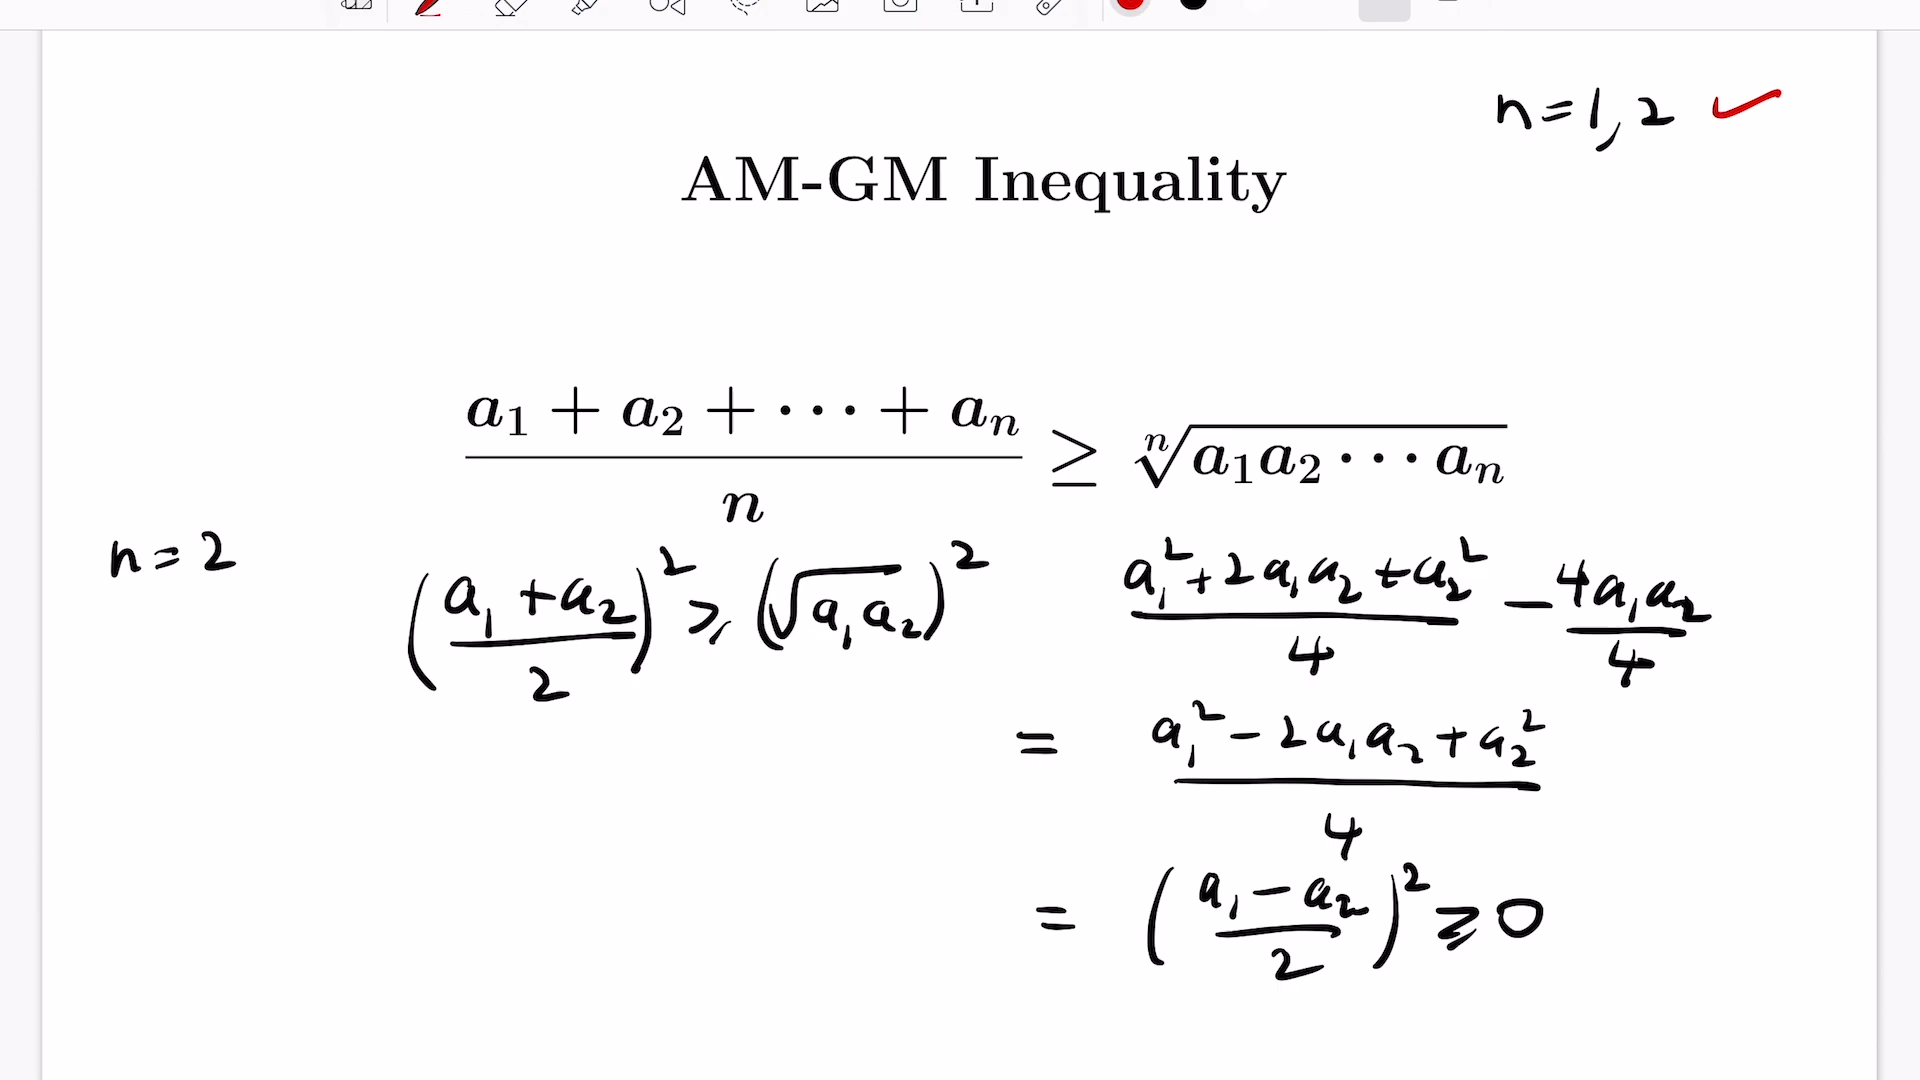 n=1,2 ✓
AM-GM Inequality
(a₁ + a₂ + ··· + aₙ)/n ≥ ⁿ√(a₁a₂···aₙ)
n=2
((a₁+a₂)/2)² ≥ (√(a₁a₂))²
(a₁²+2a₁a₂+a₂²)/4 − 4a₁a₂/4
= (a₁²−2a₁a₂+a₂²)/4
= ((a₁−a₂)/2)² ≥ 0